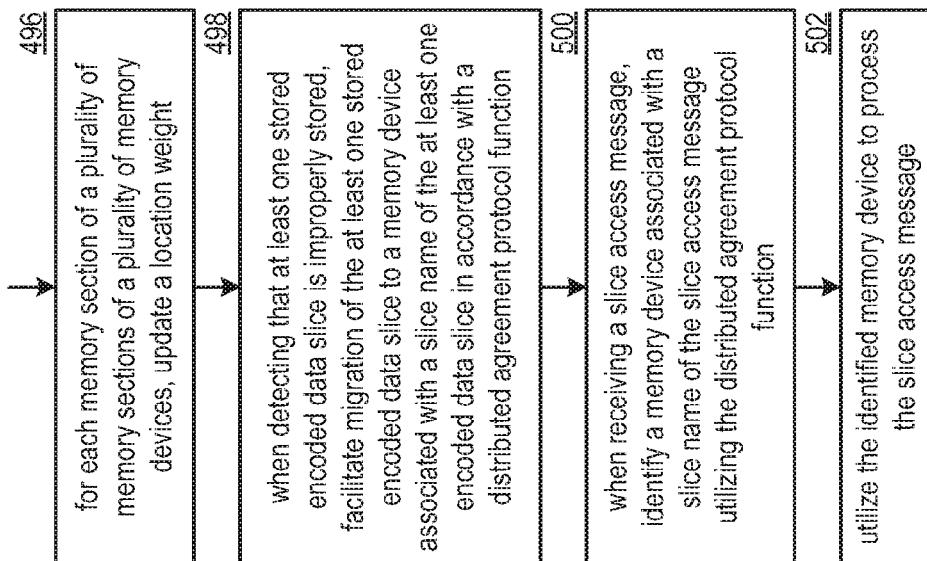 496
for each memory section of a plurality of
memory sections of a plurality of memory
devices, update a location weight
498
when detecting that at least one stored
encoded data slice is improperly stored,
facilitate migration of the at least one stored
encoded data slice to a memory device
associated with a slice name of the at least one
encoded data slice in accordance with a
distributed agreement protocol function
500
when receiving a slice access message,
identify a memory device associated with a
slice name of the slice access message
utilizing the distributed agreement protocol
function
502
utilize the identified memory device to process
the slice access message